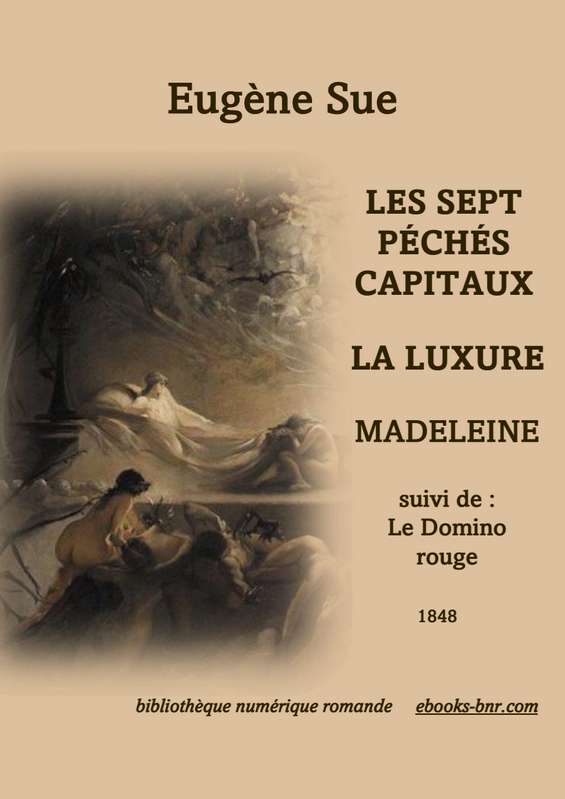 Eugène Sue
LES SEPT
PÉCHÉS
CAPITAUX
LA LUXURE
MADELEINE
suivi de :
Le Domino
rouge
1848
bibliothèque numérique romande ebooks-bnr.com